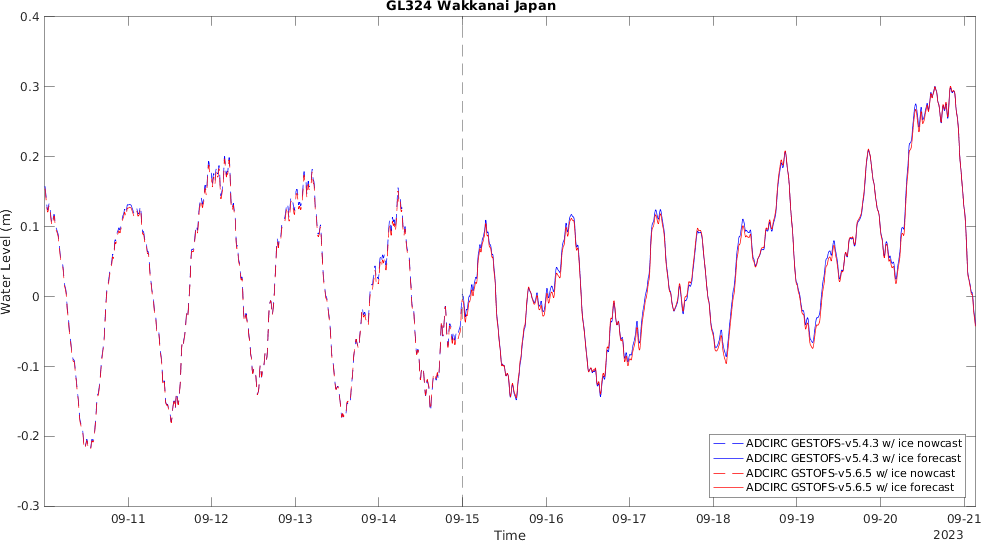 GL324 Wakkanai Japan
0.4
0.3
0.2
0.1
0
-0.1
-0.2
-0.3
Water Level (m)
ADCIRC GESTOFS-v5.4.3 w/ ice nowcast
ADCIRC GESTOFS-v5.4.3 w/ ice forecast
ADCIRC GSTOFS-v5.6.5 w/ ice nowcast
ADCIRC GSTOFS-v5.6.5 w/ ice forecast
09-11 09-12 09-13 09-14 09-15 09-16 09-17 09-18 09-19 09-20 09-21
2023
Time